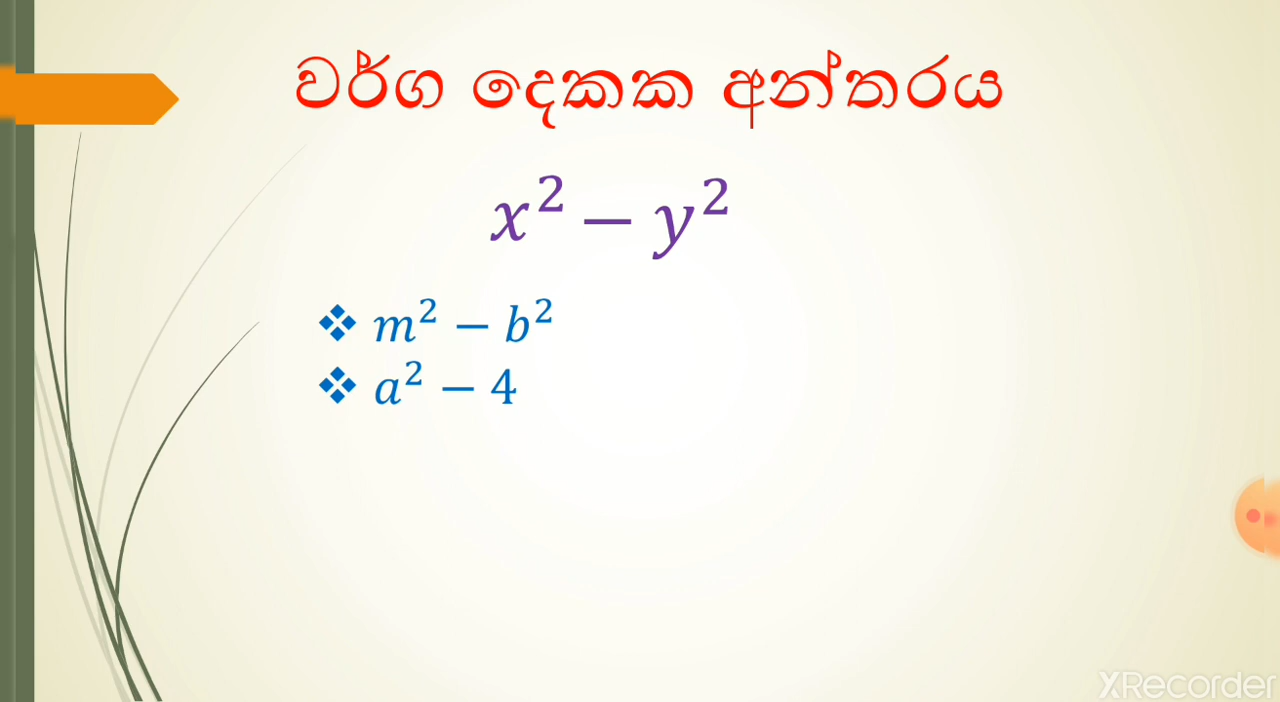 වර්ග දෙකක අන්තරය
x² − y²
❖ m² − b²
❖ a² − 4
XRecorder